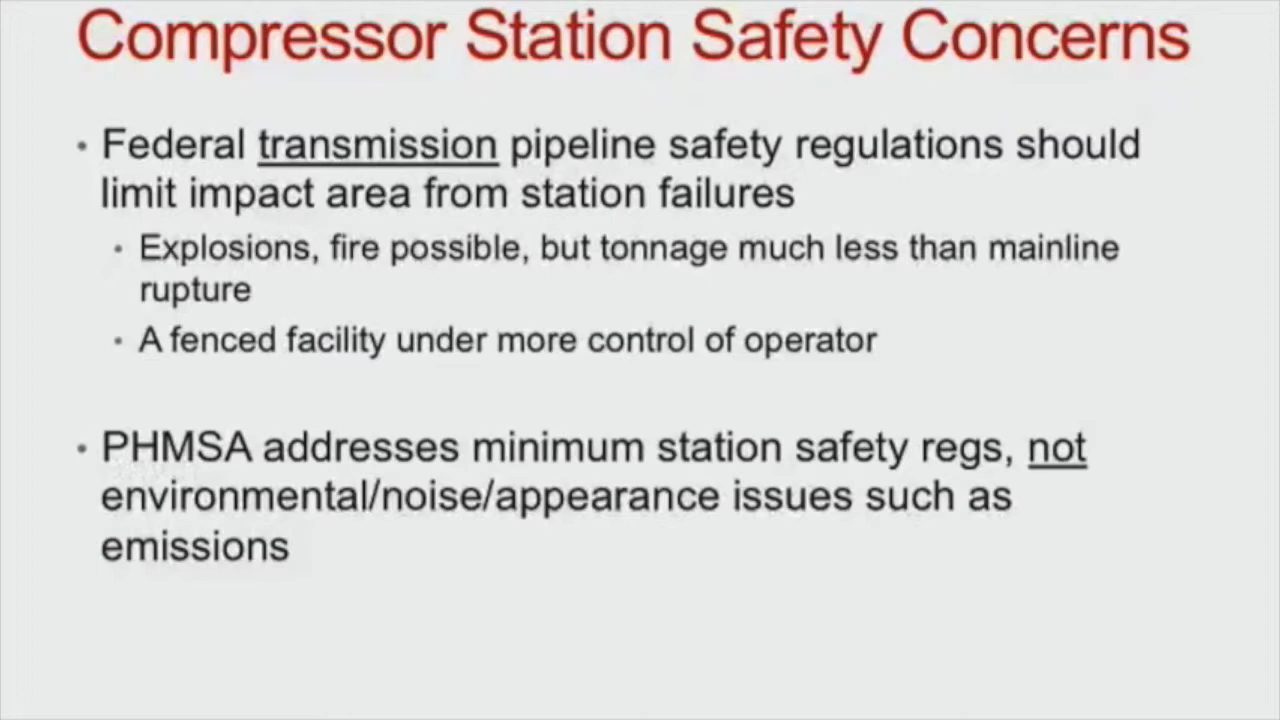 Compressor Station Safety Concerns
• Federal transmission pipeline safety regulations should
limit impact area from station failures
• Explosions, fire possible, but tonnage much less than mainline
rupture
• A fenced facility under more control of operator
• PHMSA addresses minimum station safety regs, not
environmental/noise/appearance issues such as
emissions